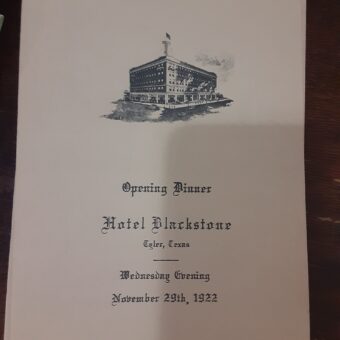 Opening Dinner
Hotel Blackstone
Tyler, Texas
Wednesday Evening
November 29th, 1922